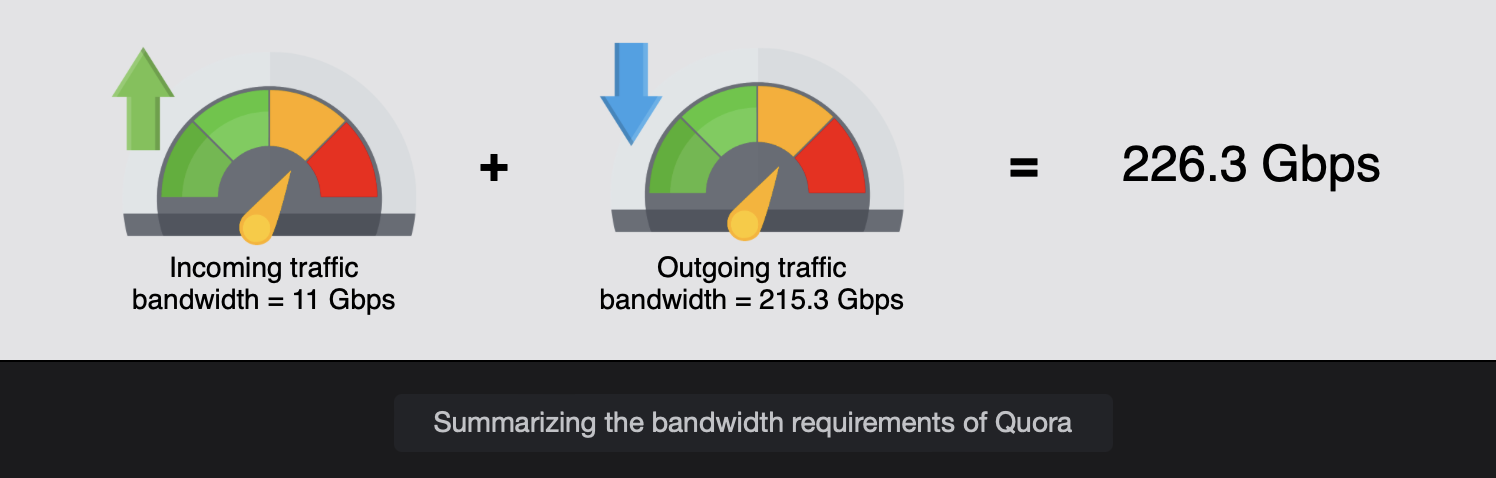 +
=
226.3 Gbps
Incoming traffic
bandwidth = 11 Gbps
Outgoing traffic
bandwidth = 215.3 Gbps
Summarizing the bandwidth requirements of Quora